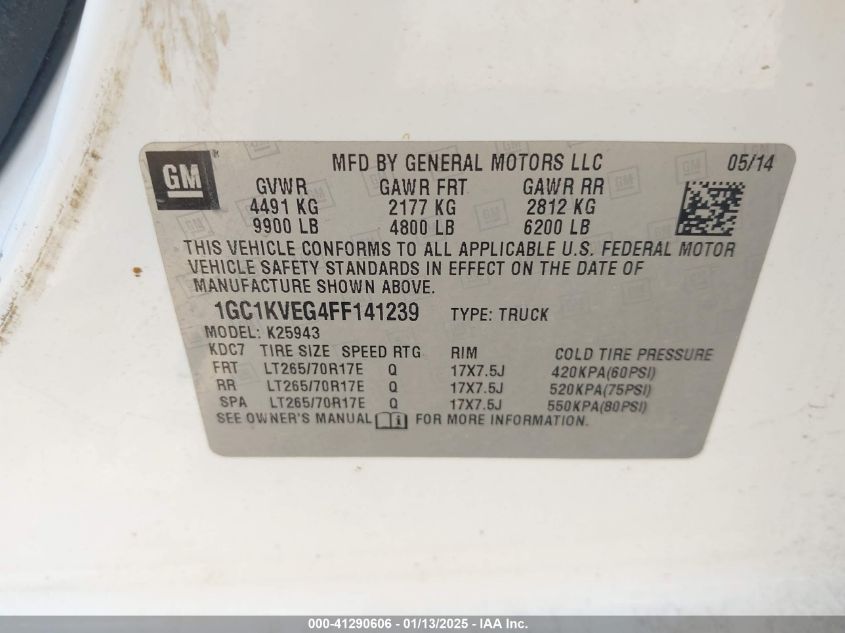 GM
MFD BY GENERAL MOTORS LLC 05/14
GVWR GAWR FRT GAWR RR
4491 KG 2177 KG 2812 KG
9900 LB 4800 LB 6200 LB
THIS VEHICLE CONFORMS TO ALL APPLICABLE U.S. FEDERAL MOTOR
VEHICLE SAFETY STANDARDS IN EFFECT ON THE DATE OF
MANUFACTURE SHOWN ABOVE.
1GC1KVEG4FF141239 TYPE: TRUCK
MODEL: K25943
KDC7 TIRE SIZE SPEED RTG RIM COLD TIRE PRESSURE
FRT LT265/70R17E Q 17X7.5J 420KPA(60PSI)
RR LT265/70R17E Q 17X7.5J 520KPA(75PSI)
SPA LT265/70R17E Q 17X7.5J 550KPA(80PSI)
SEE OWNER'S MANUAL FOR MORE INFORMATION.
000-41290606 - 01/13/2025 - IAADK, Inc.